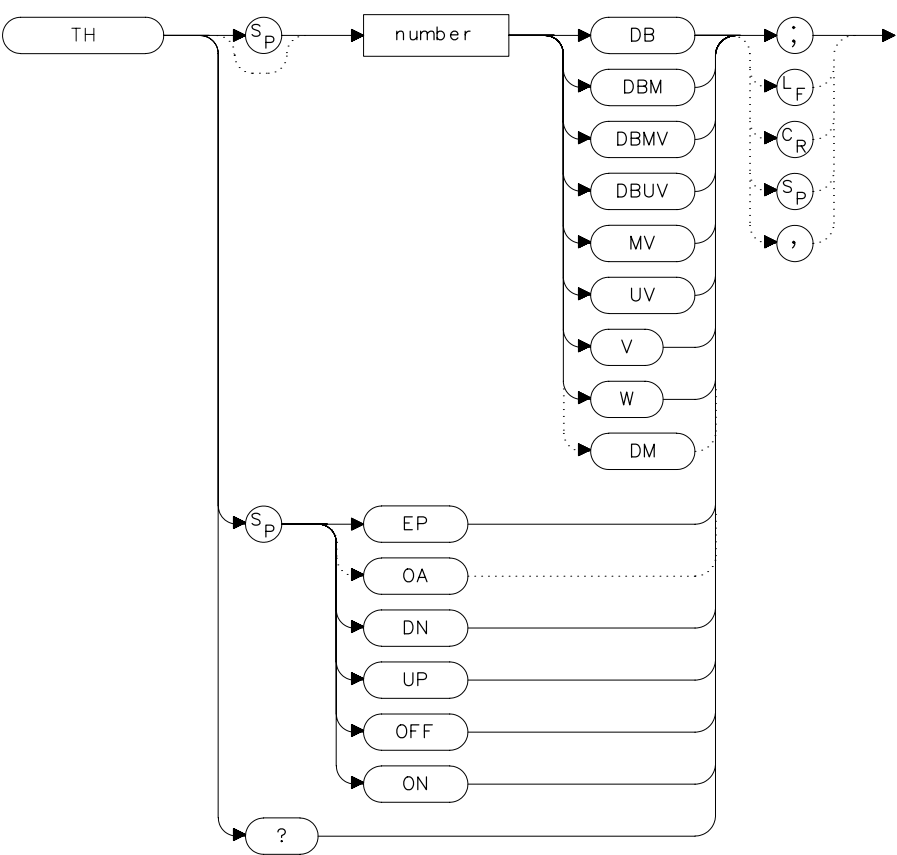 TH SP number DB ;
DBM LF
DBMV CR
DBUV SP
MV ,
UV
V
W
DM
SP EP
OA
DN
UP
OFF
ON
?